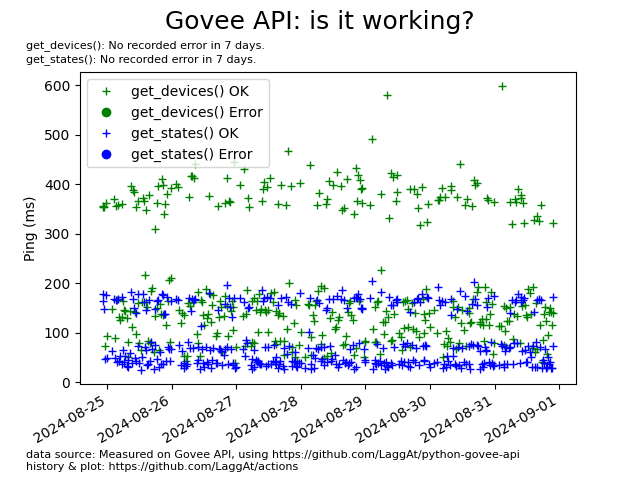 Govee API: is it working?
get_devices(): No recorded error in 7 days.
get_states(): No recorded error in 7 days.
get_devices() OK
get_devices() Error
get_states() OK
get_states() Error
Ping (ms)
600
500
400
300
200
100
0
2024-08-25
2024-08-26
2024-08-27
2024-08-28
2024-08-29
2024-08-30
2024-08-31
2024-09-01
data source: Measured on Govee API, using https://github.com/LaggAt/python-govee-api
history & plot: https://github.com/LaggAt/actions